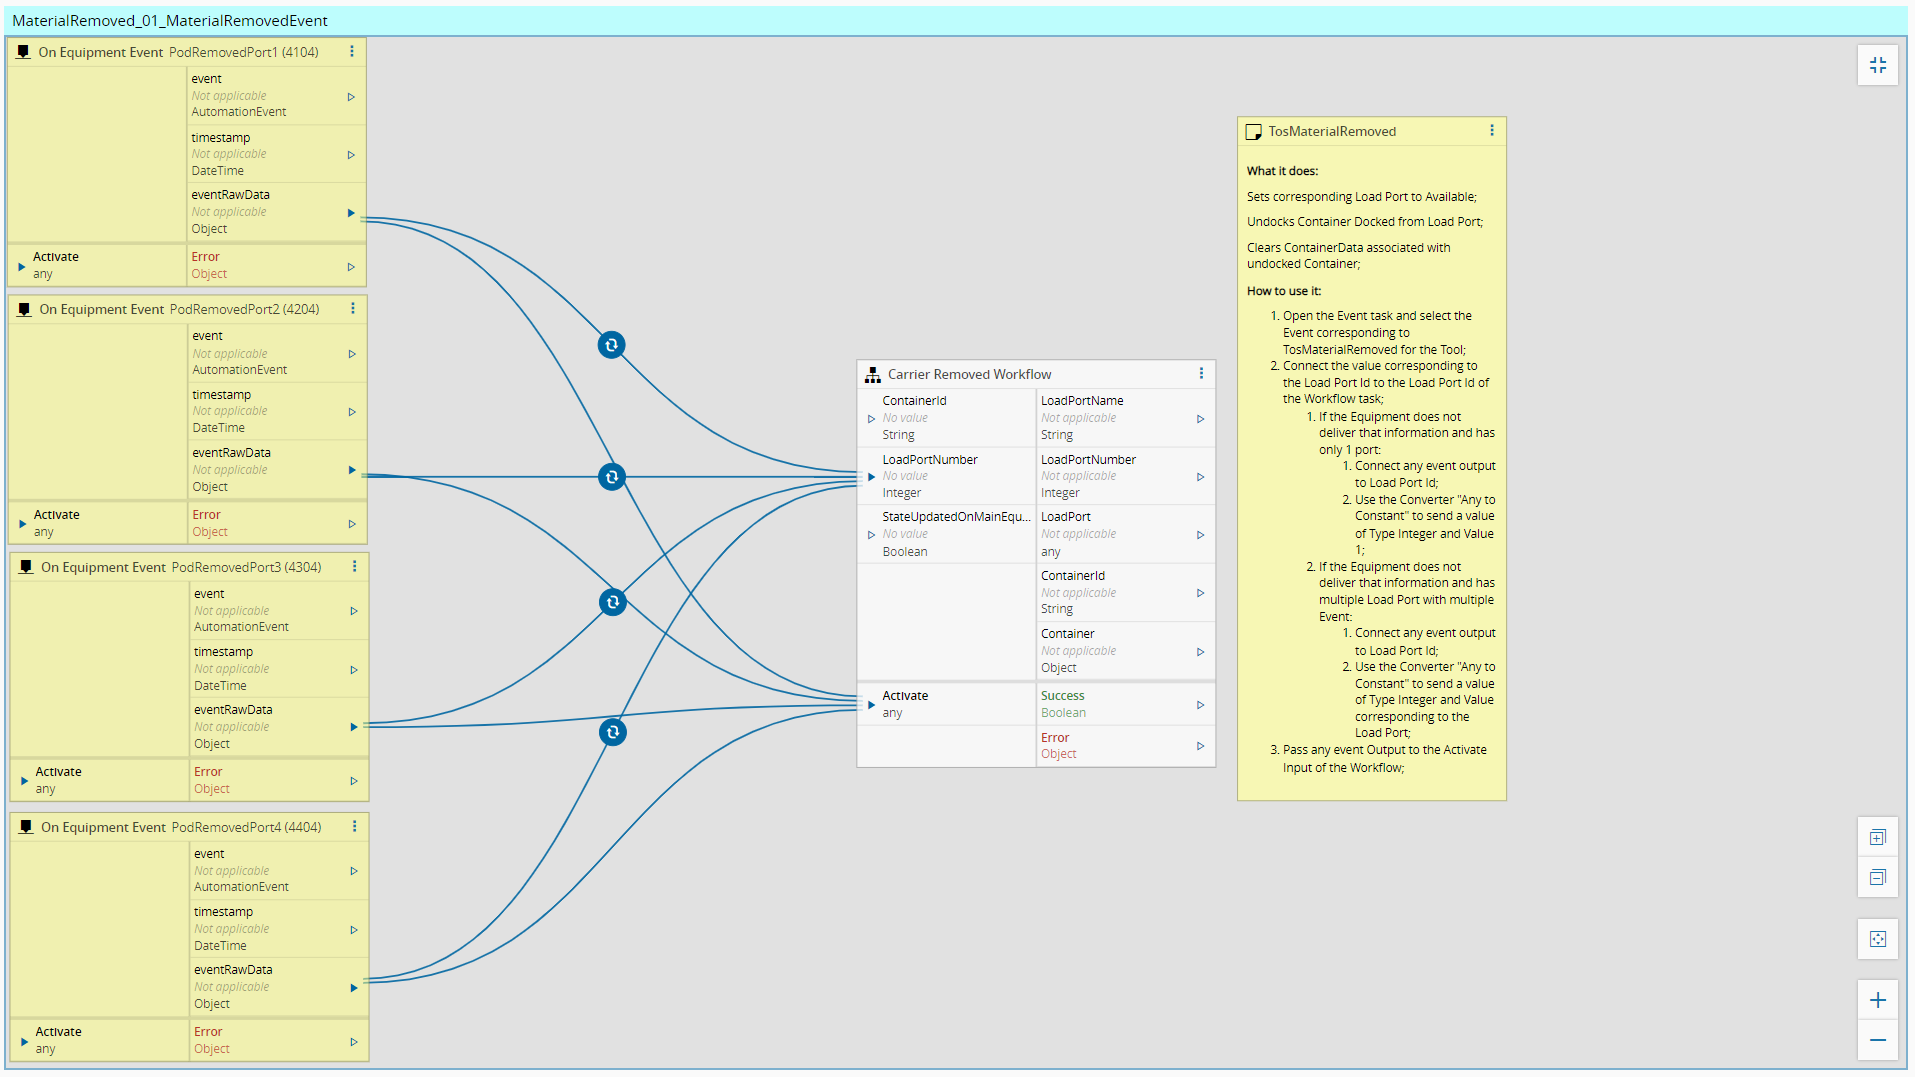 MaterialRemoved_01_MaterialRemovedEvent
On Equipment Event PodRemovedPort1 (4104)
event
Not applicable
AutomationEvent
timestamp
Not applicable
DateTime
eventRawData
Not applicable
Object
Activate
any
Error
Object
On Equipment Event PodRemovedPort2 (4204)
event
Not applicable
AutomationEvent
timestamp
Not applicable
DateTime
eventRawData
Not applicable
Object
Activate
any
Error
Object
On Equipment Event PodRemovedPort3 (4304)
event
Not applicable
AutomationEvent
timestamp
Not applicable
DateTime
eventRawData
Not applicable
Object
Activate
any
Error
Object
On Equipment Event PodRemovedPort4 (4404)
event
Not applicable
AutomationEvent
timestamp
Not applicable
DateTime
eventRawData
Not applicable
Object
Activate
any
Error
Object
Carrier Removed Workflow
ContainerId
No value
String
LoadPortNumber
No value
Integer
StateUpdatedOnMainEqu...
No value
Boolean
LoadPortName
Not applicable
String
LoadPortNumber
Not applicable
Integer
LoadPort
Not applicable
any
ContainerId
Not applicable
String
Container
Not applicable
Object
Activate
any
Success
Boolean
Error
Object
TosMaterialRemoved
What it does:
Sets corresponding Load Port to Available;
Undocks Container Docked from Load Port;
Clears ContainerData associated with
undocked Container;
How to use it:
1. Open the Event task and select the
Event corresponding to
TosMaterialRemoved for the Tool;
2. Connect the value corresponding to
the Load Port Id to the Load Port Id of
the Workflow task;
1. If the Equipment does not
deliver that information and has
only 1 port:
1. Connect any event output
to Load Port Id;
2. Use the Converter "Any to
Constant" to send a value
of Type Integer and Value
1;
2. If the Equipment does not
deliver that information and has
multiple Load Port with multiple
Event:
1. Connect any event output
to Load Port Id;
2. Use the Converter "Any to
Constant" to send a value
of Type Integer and Value
corresponding to the
Load Port;
3. Pass any event Output to the Activate
Input of the Workflow;